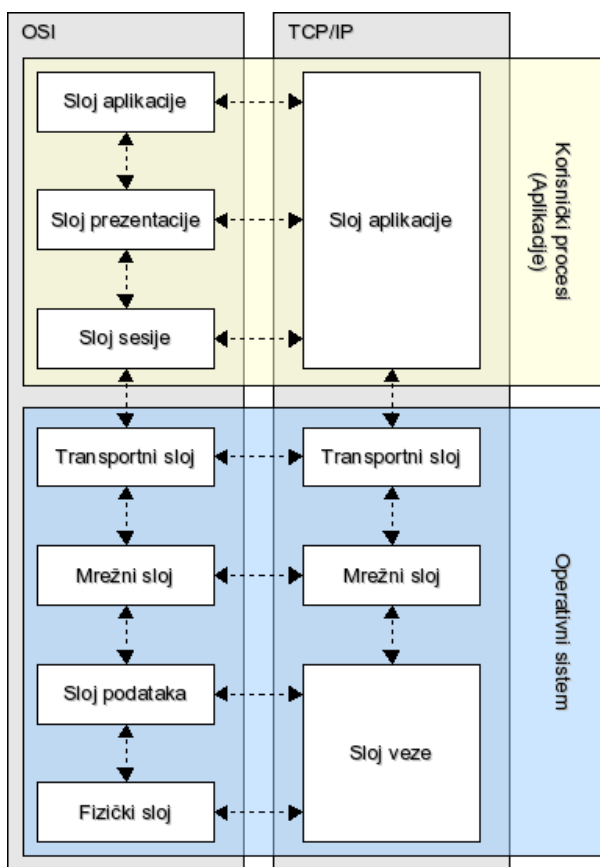 OSI
TCP/IP
Sloj aplikacije
Sloj prezentacije
Sloj sesije
Sloj aplikacije
Korisnički procesi
(Aplikacije)
Transportni sloj
Transportni sloj
Mrežni sloj
Mrežni sloj
Sloj podataka
Fizički sloj
Sloj veze
Operativni sistem